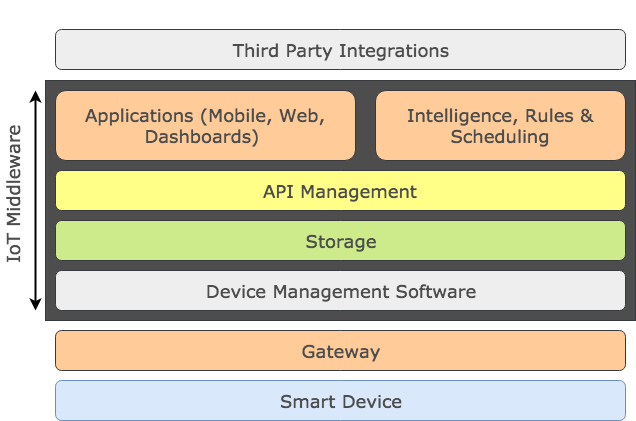 Third Party Integrations
Applications (Mobile, Web,
Dashboards)
Intelligence, Rules &
Scheduling
API Management
Storage
Device Management Software
IoT Middleware
Gateway
Smart Device